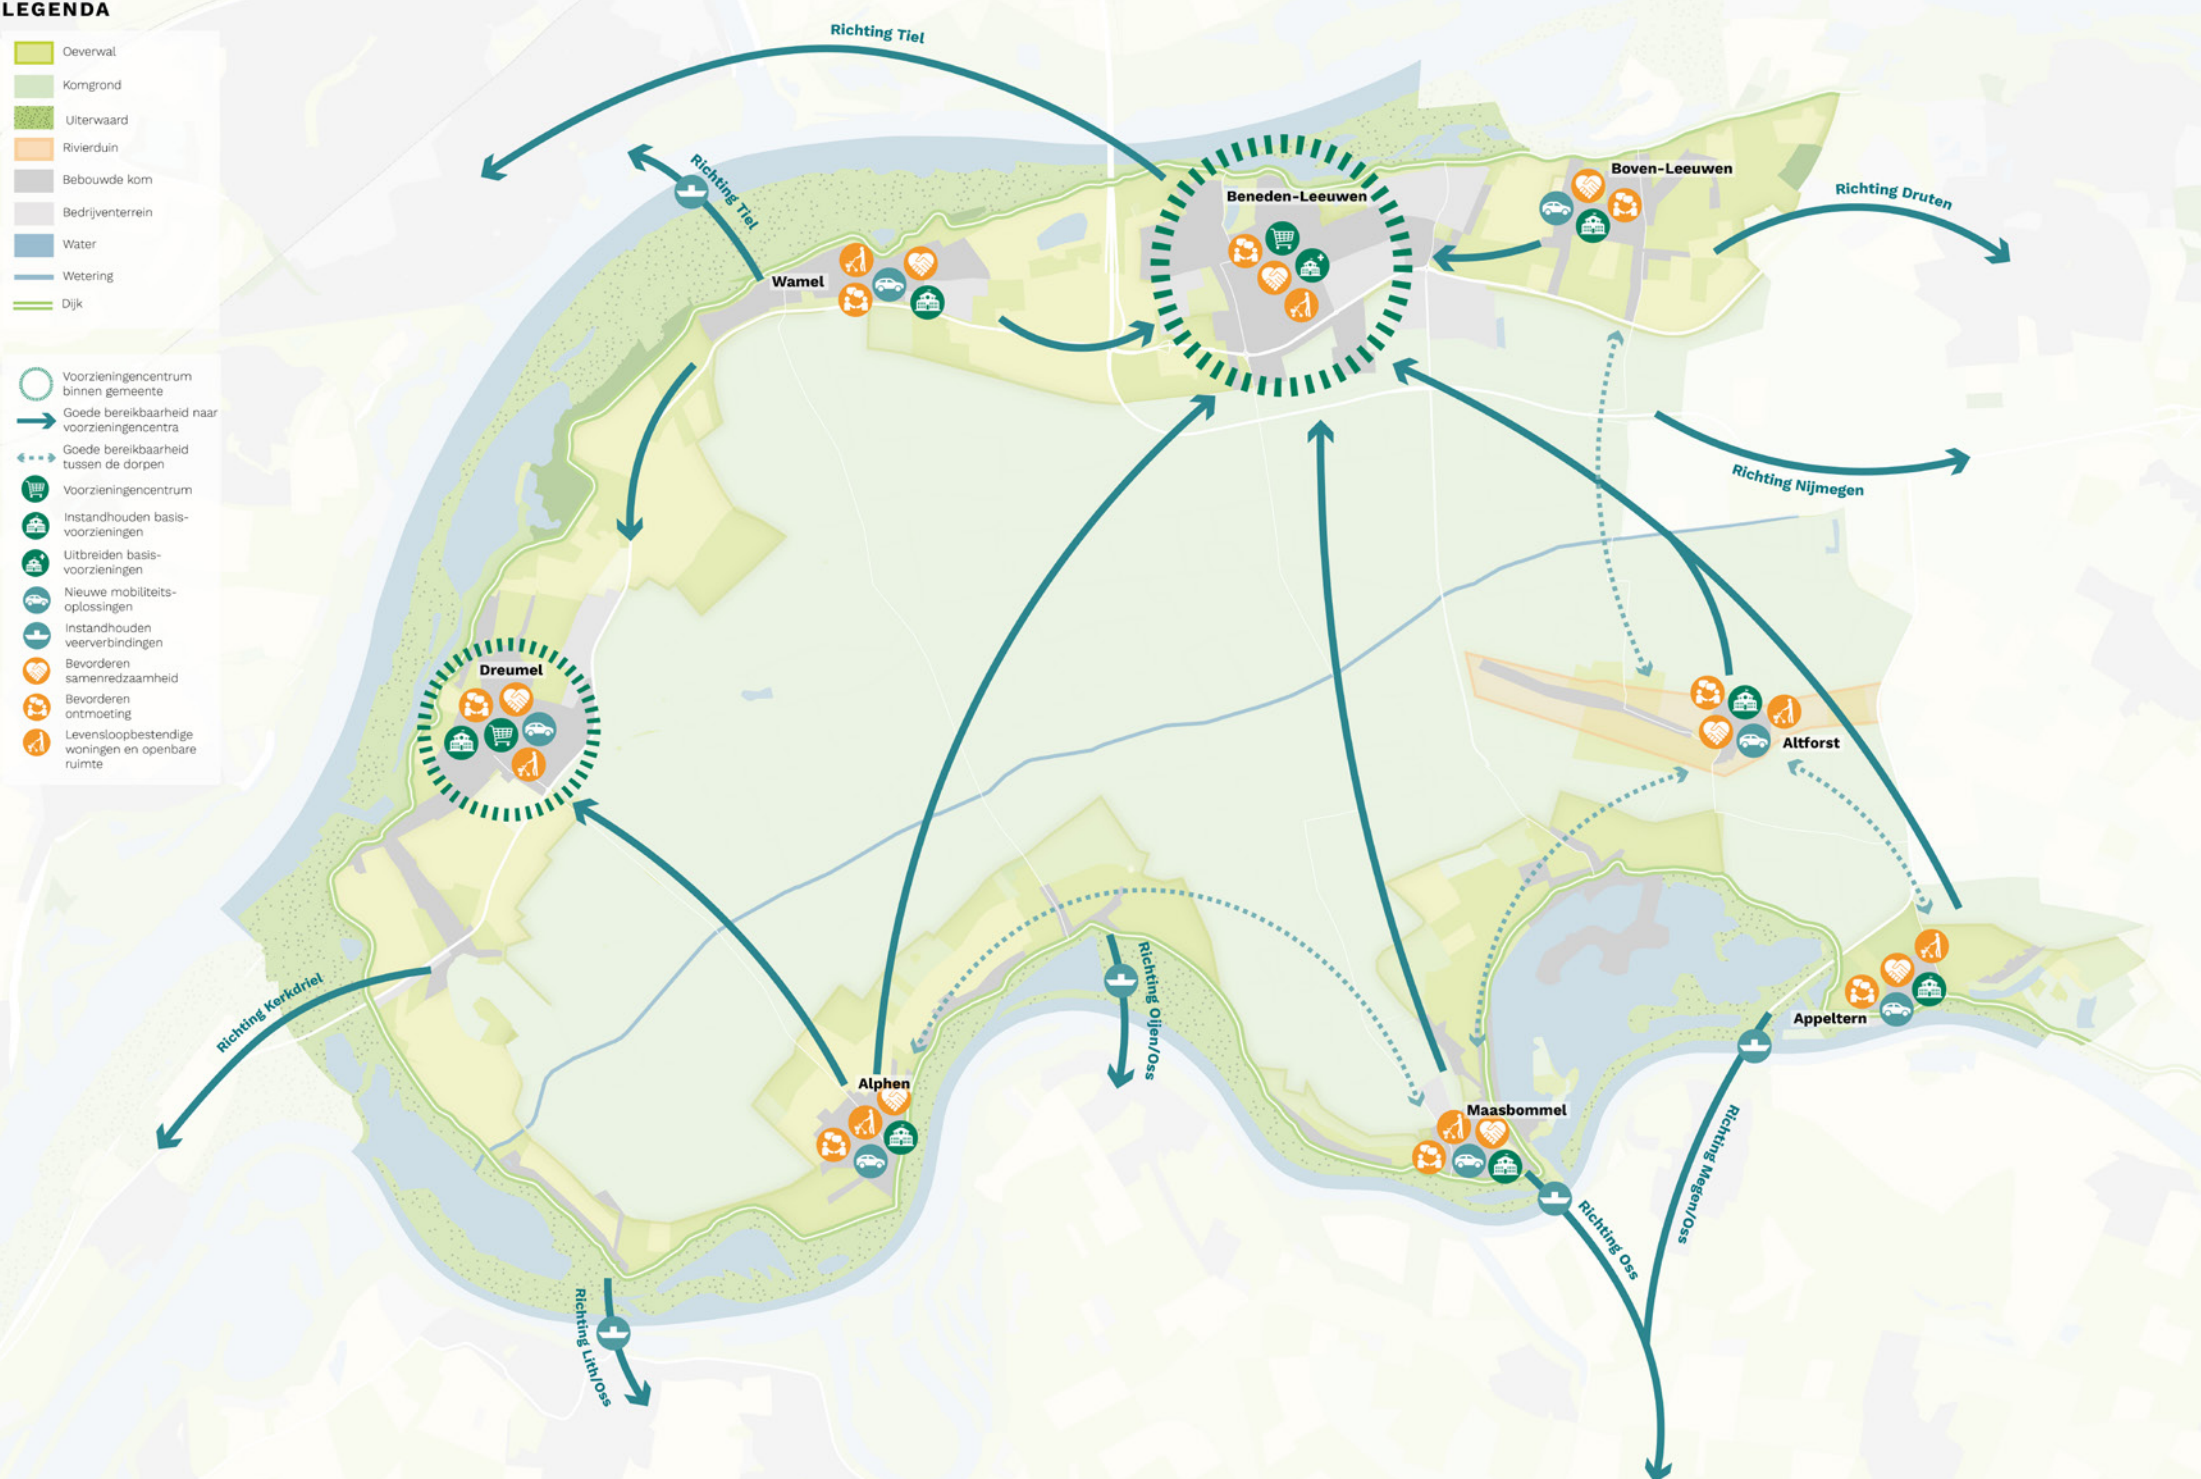 LEGENDA
Oeverwal
Komgrond
Uiterwaard
Rivierduin
Bebouwde kom
Bedrijventerrein
Water
Wetering
Dijk
Voorzieningencentrum
binnen gemeente
Goede bereikbaarheid naar
voorzieningencentra
Goede bereikbaarheid
tussen de dorpen
Voorzieningencentrum
Instandhouden basis-
voorzieningen
Uitbreiden basis-
voorzieningen
Nieuwe mobiliteits-
oplossingen
Instandhouden
veerverbindingen
Bevorderen
samenredzaamheid
Bevorderen
ontmoeting
Levensloopbestendige
woningen en openbare
ruimte
Richting Tiel
Richting Tiel
Boven-Leeuwen
Beneden-Leeuwen
Richting Druten
Wamel
Richting Nijmegen
Dreumel
Altforst
Richting Kerkdriel
Richting Oijen/Oss
Appeltern
Alphen
Maasbommel
Richting Megen/Oss
Richting Oss
Richting Lith/Oss